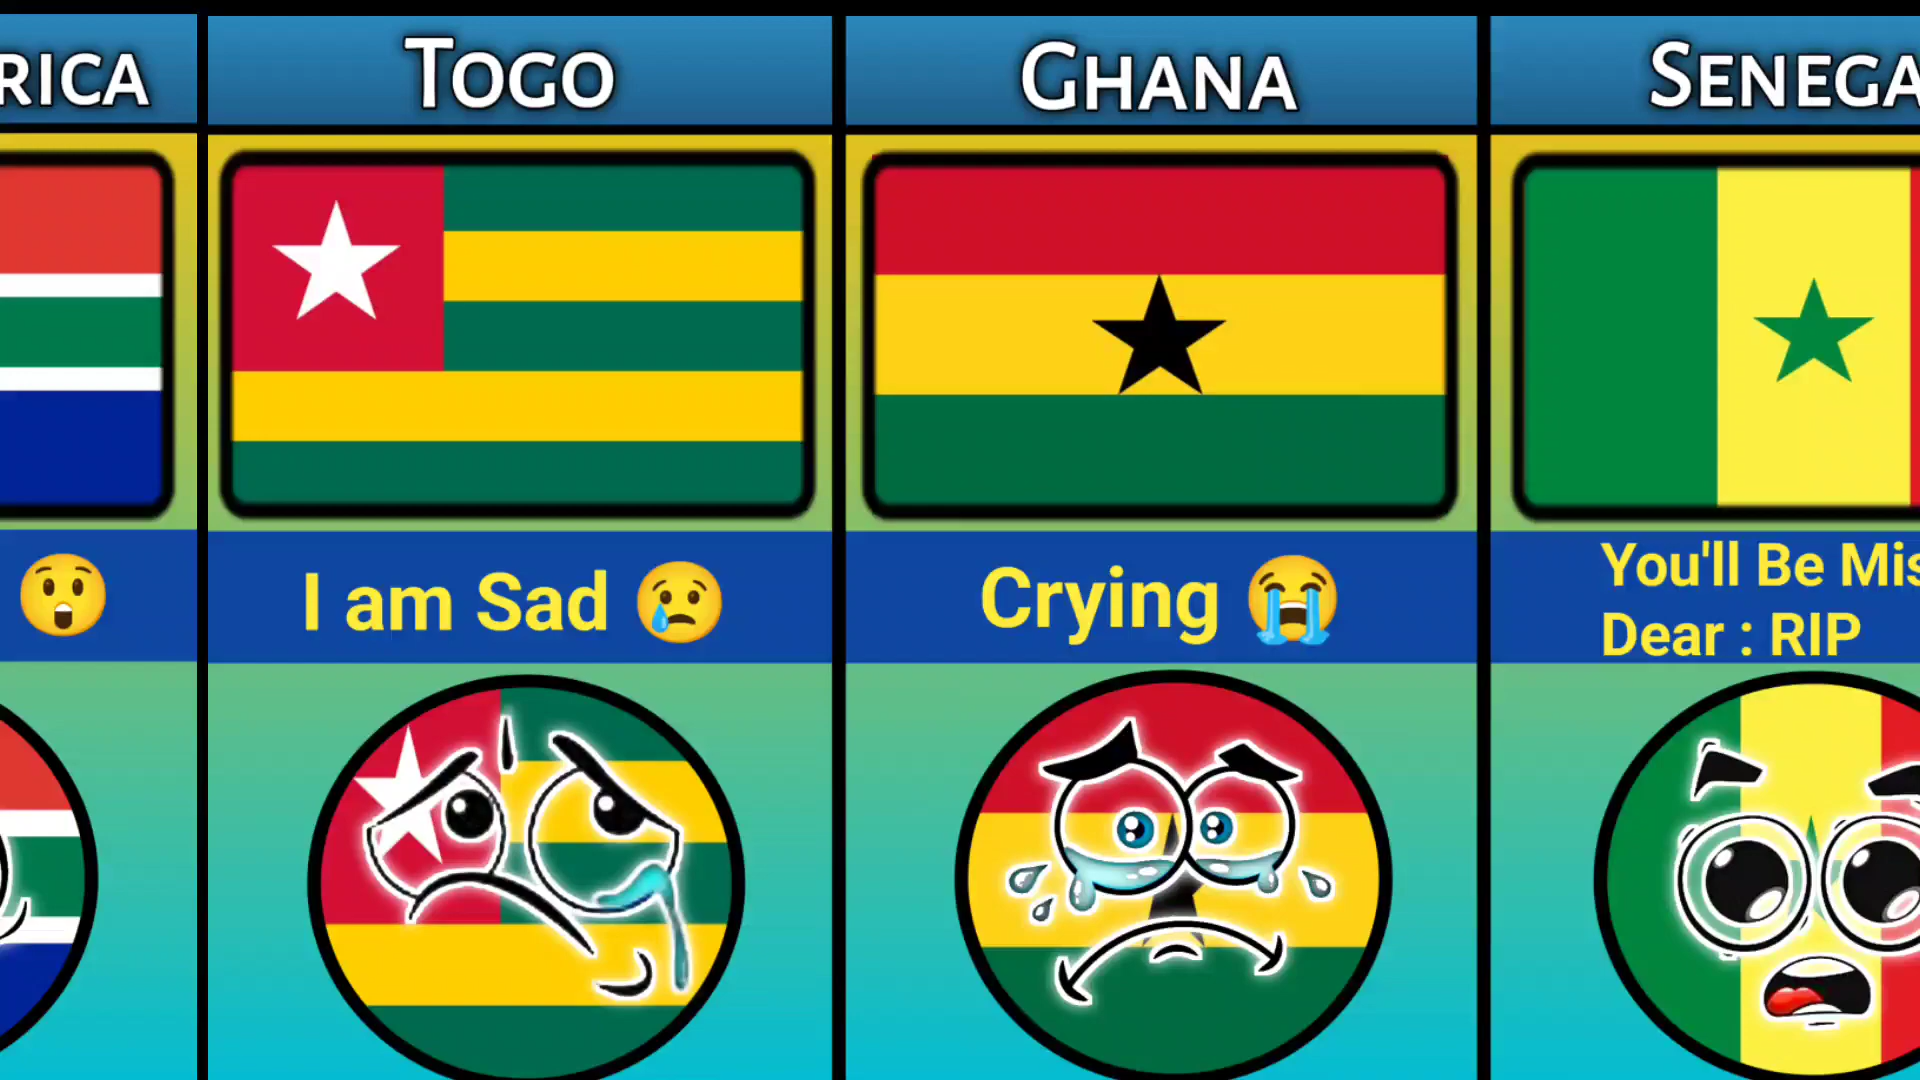 RICA
TOGO
GHANA
SENEGA
😲
I am Sad 😢
Crying 😭
You'll Be Mis
Dear : RIP